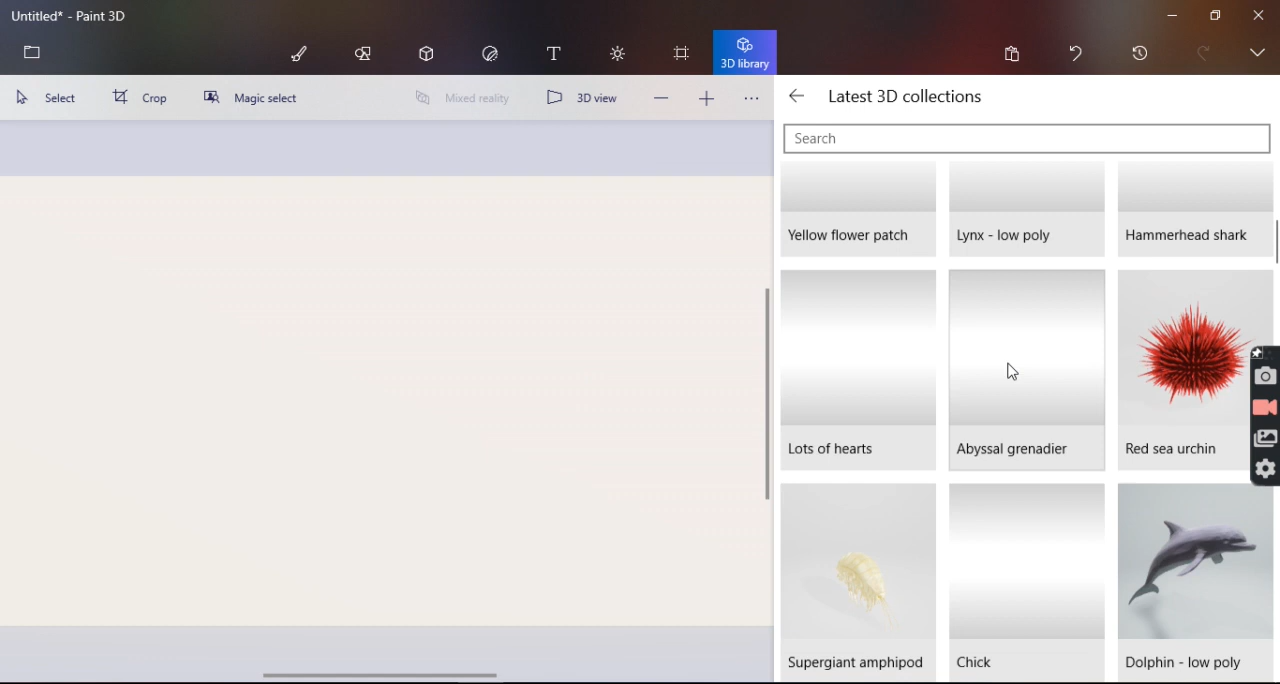 Untitled* - Paint 3D
3D library
Select
Crop
Magic select
Mixed reality
3D view
Latest 3D collections
Search
Yellow flower patch
Lynx - low poly
Hammerhead shark
Lots of hearts
Abyssal grenadier
Red sea urchin
Supergiant amphipod
Chick
Dolphin - low poly